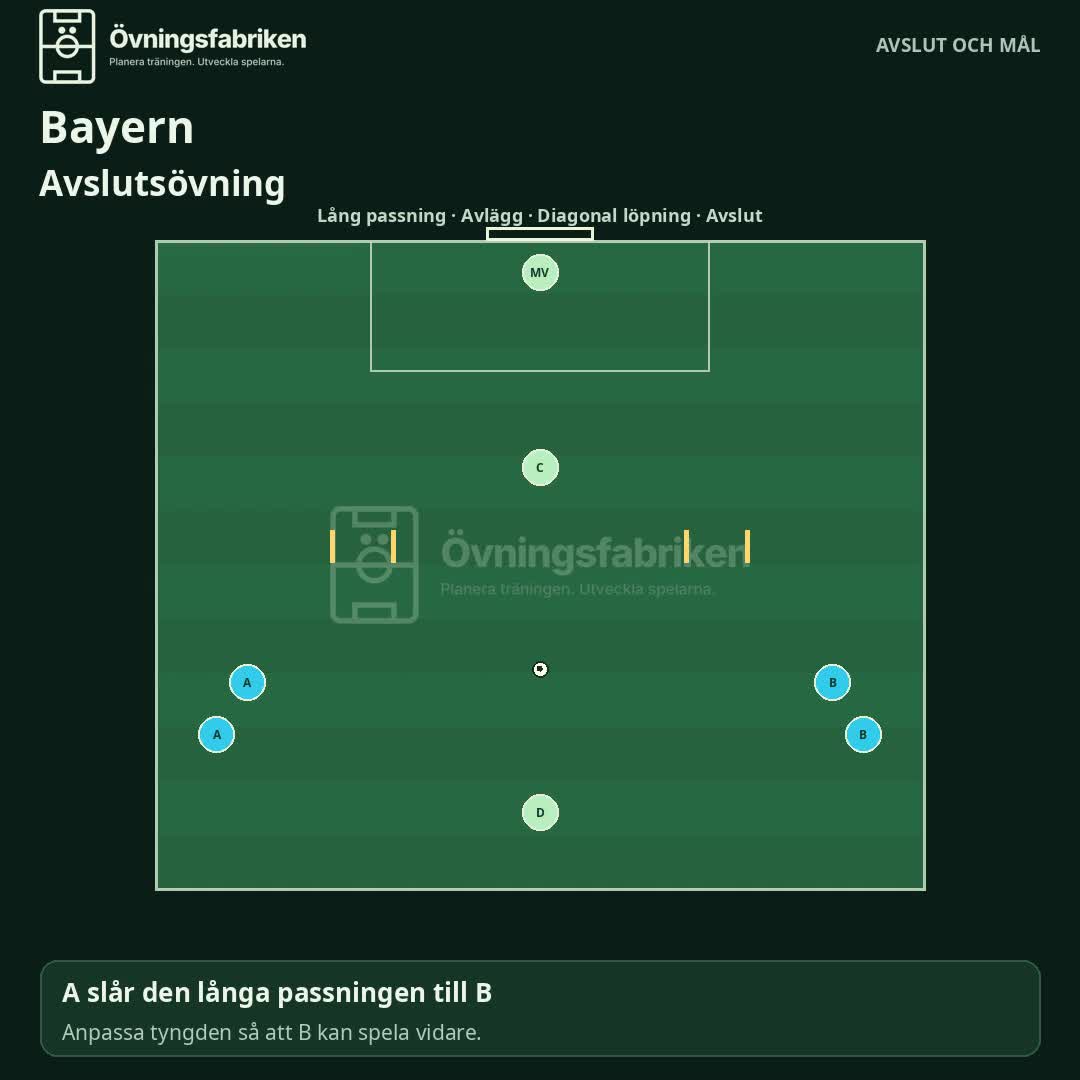 Övningsfabriken
Planera träningen. Utveckla spelarna.
AVSLUT OCH MÅL
Bayern
Avslutsövning
Lång passning · Avlägg · Diagonal löpning · Avslut
MV
C
Övningsfabriken
Planera träningen. Utveckla spelarna.
A
B
A
B
D
A slår den långa passningen till B
Anpassa tyngden så att B kan spela vidare.